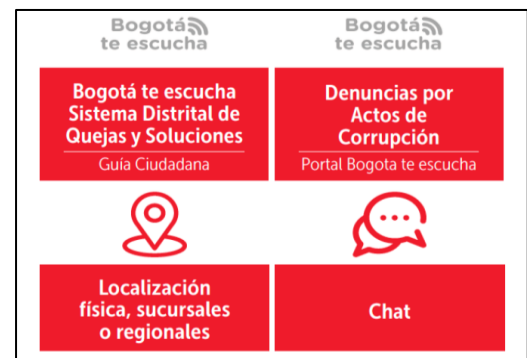 Bogotá
te escucha
Bogotá te escucha
Sistema Distrital de
Quejas y Soluciones
Guía Ciudadana
Bogotá
te escucha
Denuncias por
Actos de
Corrupción
Portal Bogota te escucha
Localización
física, sucursales
o regionales
Chat